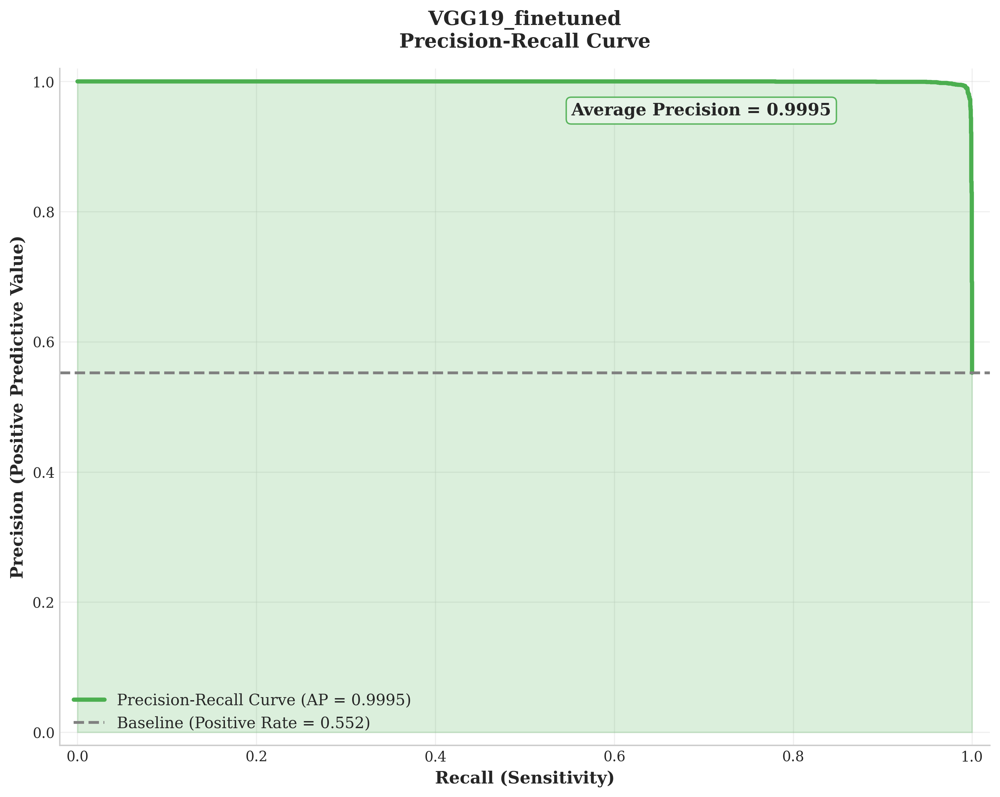 VGG19_finetuned
Precision-Recall Curve
1.0
0.8
0.6
0.4
0.2
0.0
Precision (Positive Predictive Value)
Average Precision = 0.9995
Precision-Recall Curve (AP = 0.9995)
Baseline (Positive Rate = 0.552)
0.0 0.2 0.4 0.6 0.8 1.0
Recall (Sensitivity)